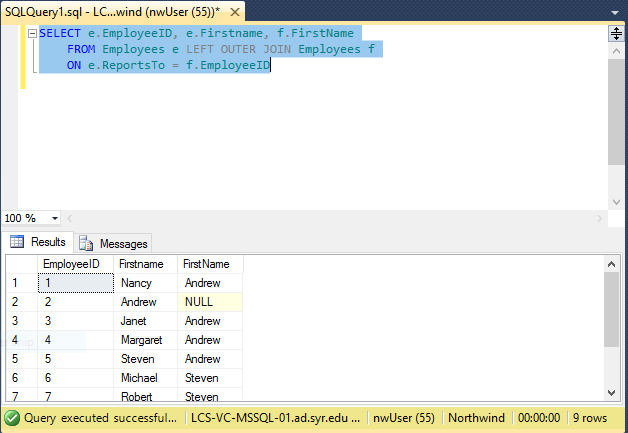 SQLQuery1.sql - LC...wind (nwUser (55))*
SELECT e.EmployeeID, e.Firstname, f.FirstName
FROM Employees e LEFT OUTER JOIN Employees f
ON e.ReportsTo = f.EmployeeID
100 %
Results Messages
EmployeeID Firstname FirstName
1 1 Nancy Andrew
2 2 Andrew NULL
3 3 Janet Andrew
4 4 Margaret Andrew
5 5 Steven Andrew
6 6 Michael Steven
7 7 Robert Steven
Query executed successful... LCS-VC-MSSQL-01.ad.syr.edu ... nwUser (55) Northwind 00:00:00 9 rows